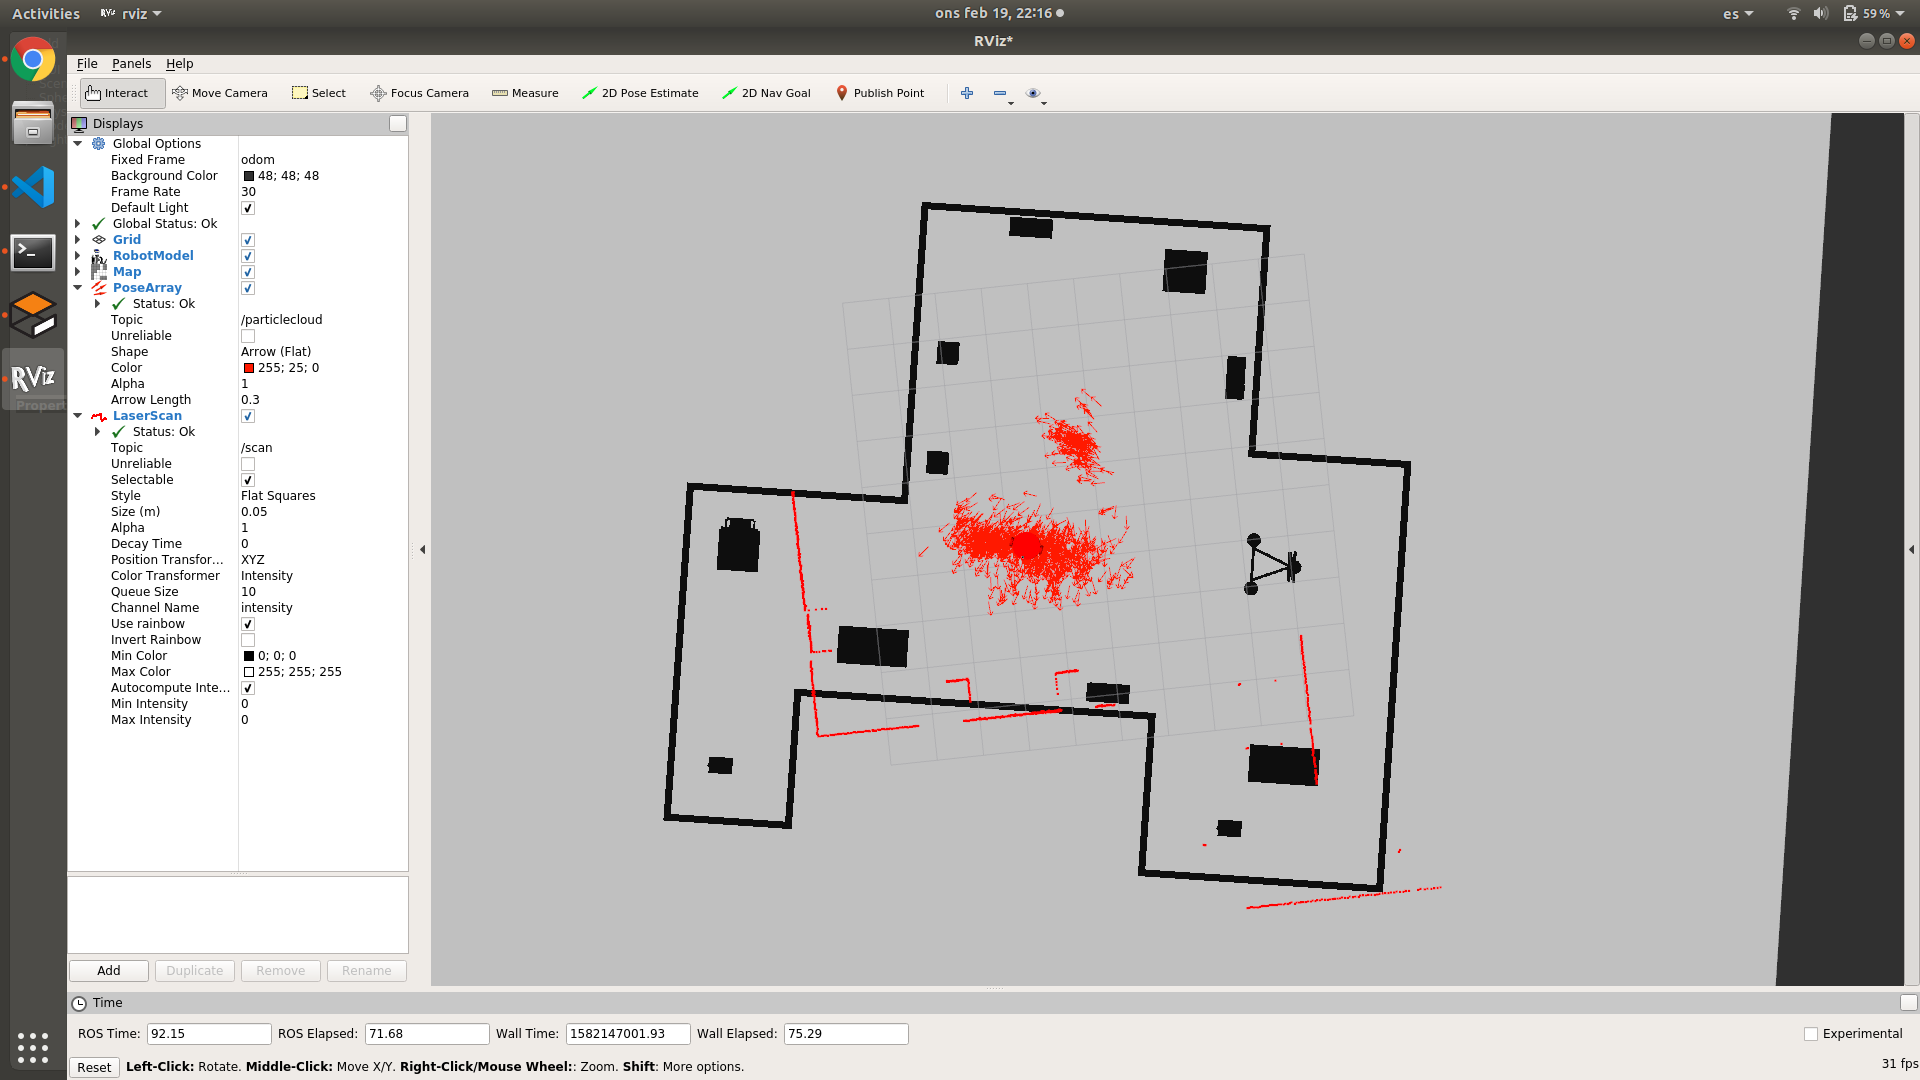 Activities rviz ons feb 19, 22:16 es 59 %
RViz*
File Panels Help
Interact Move Camera Select Focus Camera Measure 2D Pose Estimate 2D Nav Goal Publish Point
Displays
Global Options
Fixed Frame odom
Background Color 48; 48; 48
Frame Rate 30
Default Light
Global Status: Ok
Grid
RobotModel
Map
PoseArray
Status: Ok
Topic /particlecloud
Unreliable
Shape Arrow (Flat)
Color 255; 25; 0
Alpha 1
Arrow Length 0.3
LaserScan
Status: Ok
Topic /scan
Unreliable
Selectable
Style Flat Squares
Size (m) 0.05
Alpha 1
Decay Time 0
Position Transfor... XYZ
Color Transformer Intensity
Queue Size 10
Channel Name intensity
Use rainbow
Invert Rainbow
Min Color 0; 0; 0
Max Color 255; 255; 255
Autocompute Inte...
Min Intensity 0
Max Intensity 0
RViz
Add Duplicate Remove Rename
Time
ROS Time: 92.15 ROS Elapsed: 71.68 Wall Time: 1582147001.93 Wall Elapsed: 75.29 Experimental
Reset Left-Click: Rotate. Middle-Click: Move X/Y. Right-Click/Mouse Wheel:: Zoom. Shift: More options. 31 fps